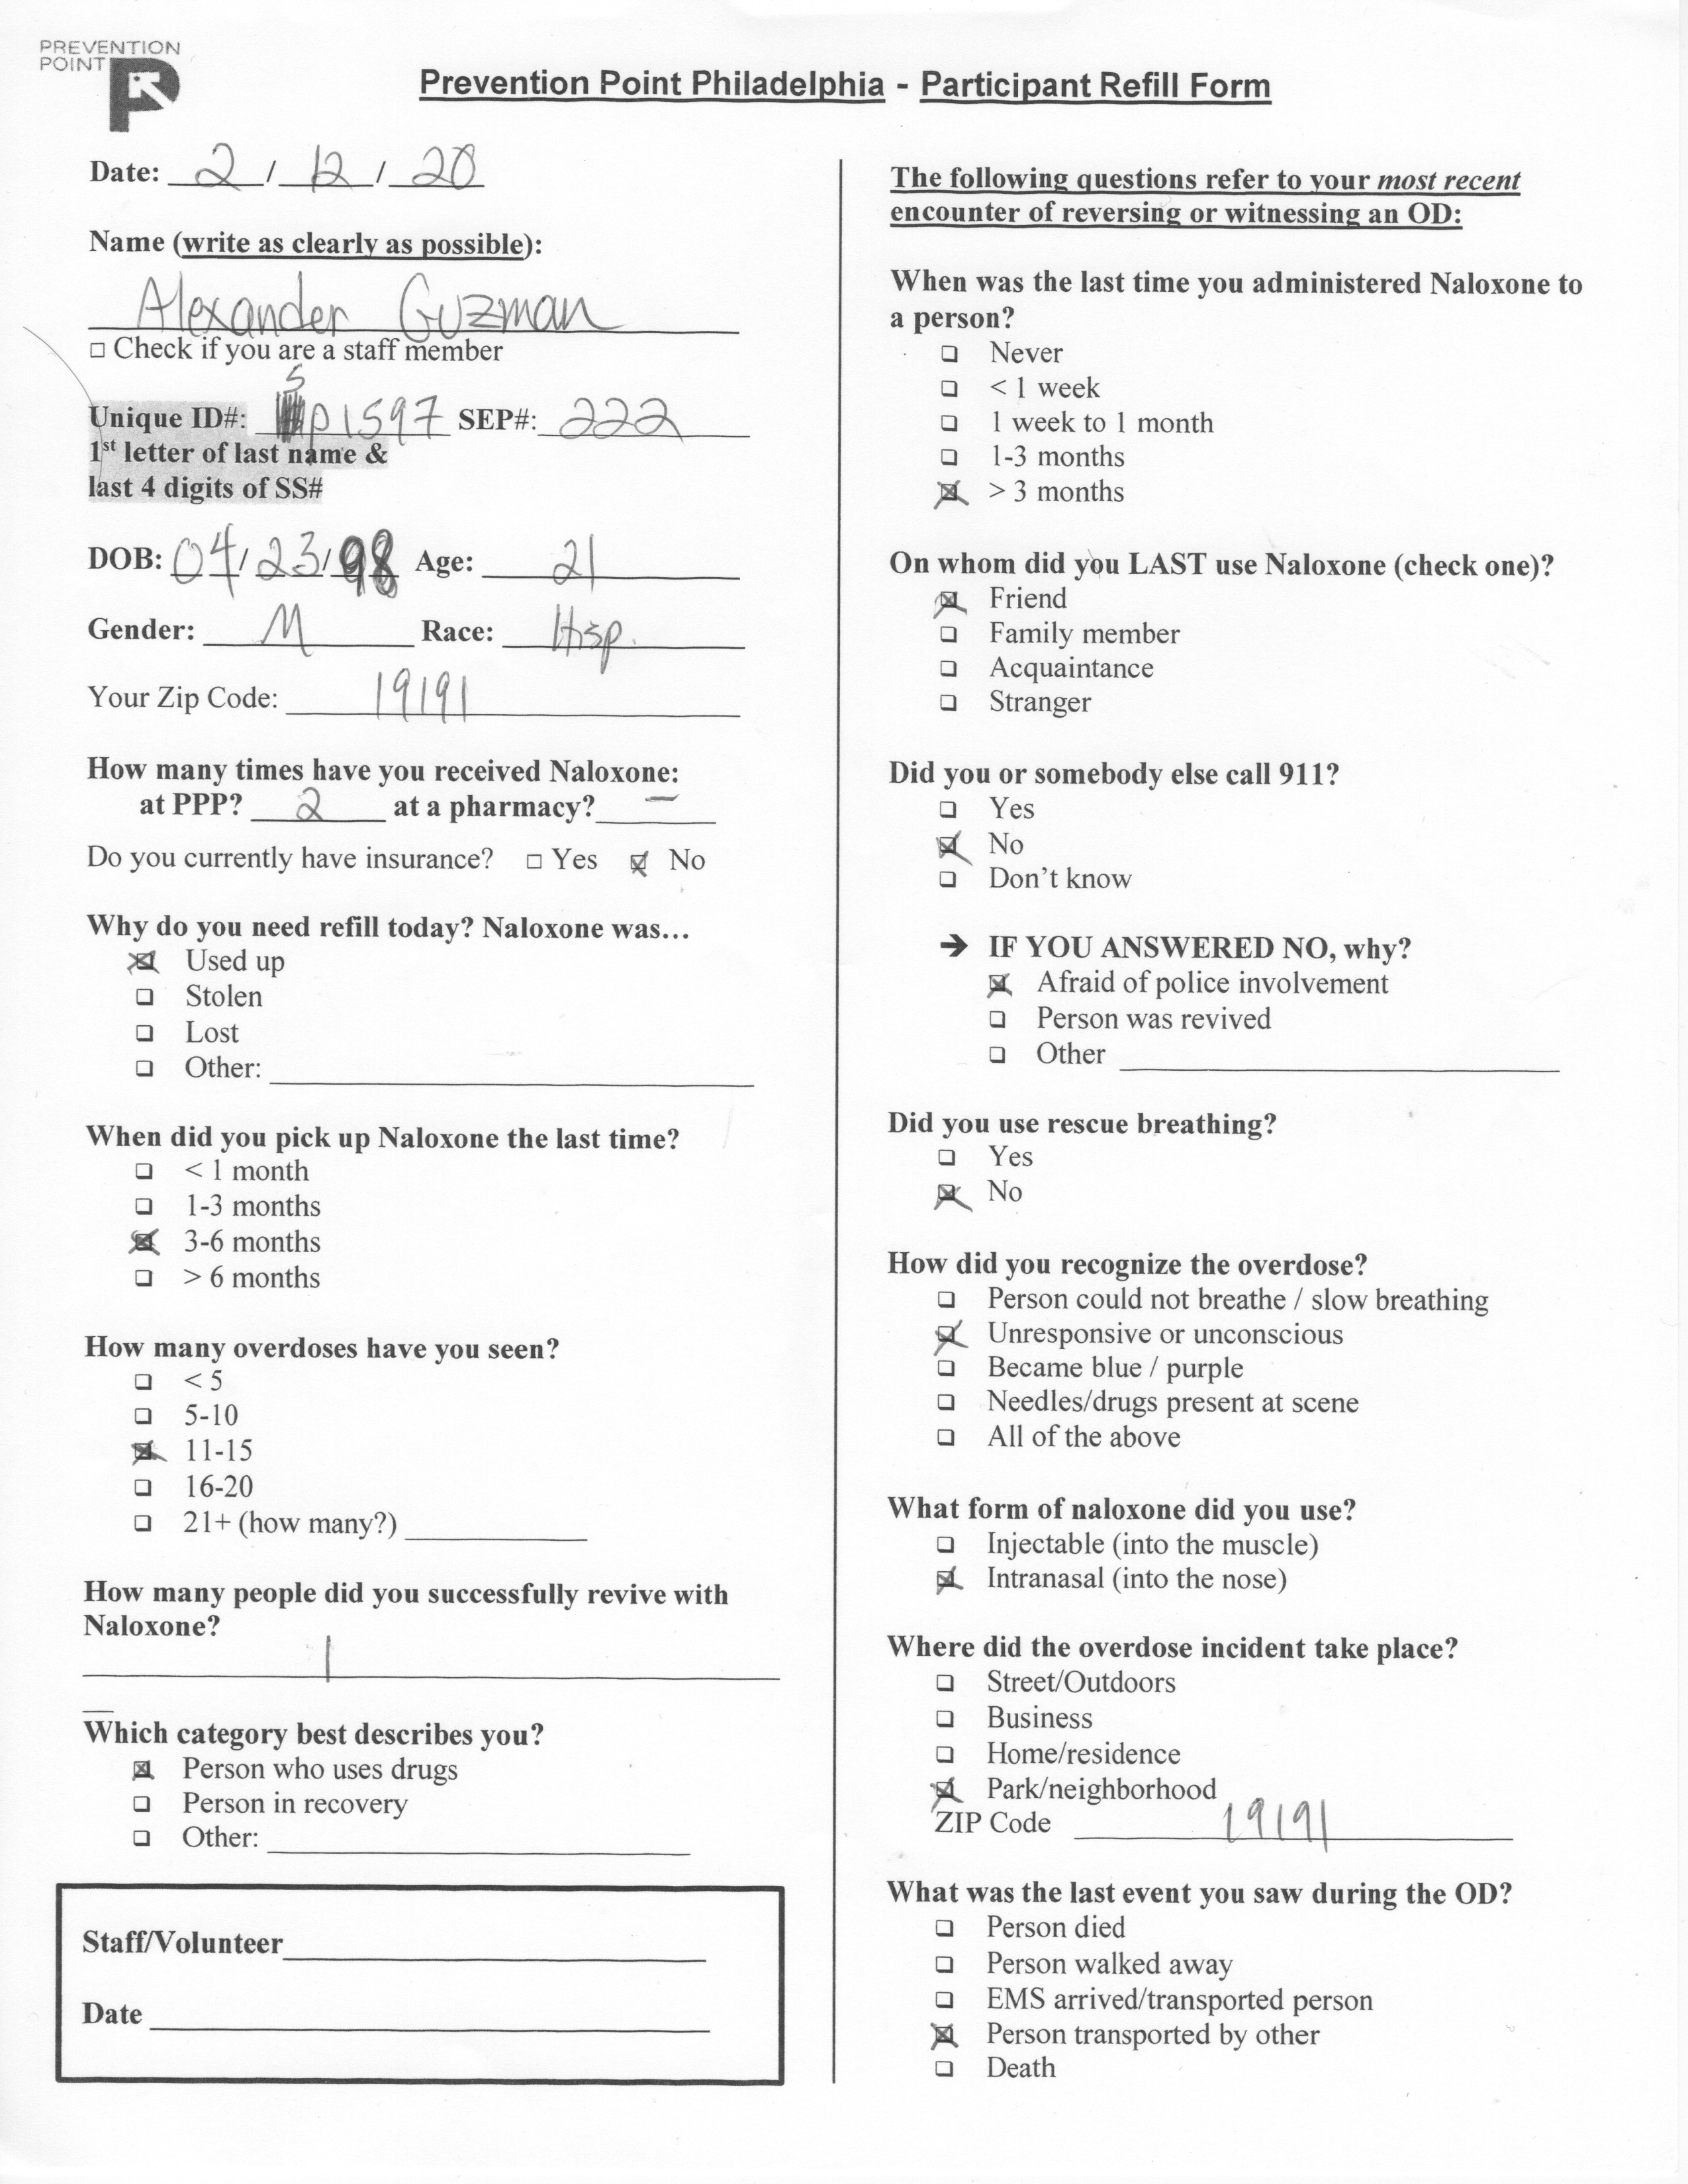 PREVENTION
POINT
Prevention Point Philadelphia - Participant Refill Form
Date: 2 / 12 / 20
Name (write as clearly as possible):
Alexander Guzman
☐ Check if you are a staff member
5
Unique ID#: p1597 SEP#: 222
1st letter of last name &
last 4 digits of SS#
DOB: 04/23/98 Age: 21
Gender: M Race: Hisp.
Your Zip Code: 19191
How many times have you received Naloxone:
at PPP? 2 at a pharmacy? —
Do you currently have insurance? ☐ Yes ☒ No
Why do you need refill today? Naloxone was...
☒ Used up
☐ Stolen
☐ Lost
☐ Other:
When did you pick up Naloxone the last time?
☐ < 1 month
☐ 1-3 months
☒ 3-6 months
☐ > 6 months
How many overdoses have you seen?
☐ < 5
☐ 5-10
☒ 11-15
☐ 16-20
☐ 21+ (how many?)
How many people did you successfully revive with
Naloxone?
1
Which category best describes you?
☒ Person who uses drugs
☐ Person in recovery
☐ Other:
Staff/Volunteer
Date
The following questions refer to your most recent
encounter of reversing or witnessing an OD:
When was the last time you administered Naloxone to
a person?
☐ Never
☐ < 1 week
☐ 1 week to 1 month
☐ 1-3 months
☒ > 3 months
On whom did you LAST use Naloxone (check one)?
☒ Friend
☐ Family member
☐ Acquaintance
☐ Stranger
Did you or somebody else call 911?
☐ Yes
☒ No
☐ Don't know
→ IF YOU ANSWERED NO, why?
☒ Afraid of police involvement
☐ Person was revived
☐ Other
Did you use rescue breathing?
☐ Yes
☒ No
How did you recognize the overdose?
☐ Person could not breathe / slow breathing
☒ Unresponsive or unconscious
☐ Became blue / purple
☐ Needles/drugs present at scene
☐ All of the above
What form of naloxone did you use?
☐ Injectable (into the muscle)
☒ Intranasal (into the nose)
Where did the overdose incident take place?
☐ Street/Outdoors
☐ Business
☐ Home/residence
☒ Park/neighborhood
ZIP Code 19191
What was the last event you saw during the OD?
☐ Person died
☐ Person walked away
☐ EMS arrived/transported person
☒ Person transported by other
☐ Death